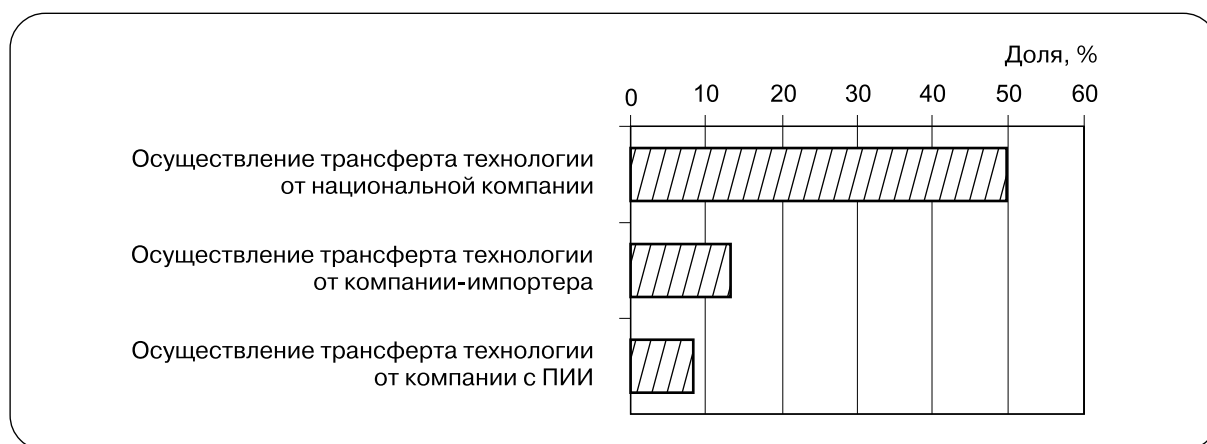 Доля, %
0 10 20 30 40 50 60
Осуществление трансферта технологии
от национальной компании
Осуществление трансферта технологии
от компании-импортера
Осуществление трансферта технологии
от компании с ПИИ